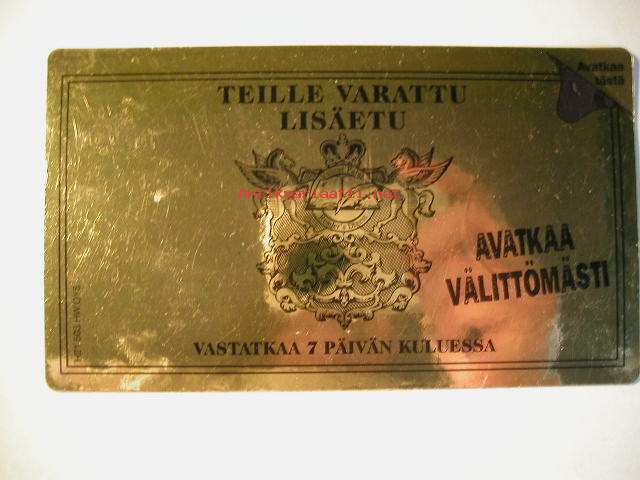 Avatkaa
tästä
TEILLE VARATTU
LISÄETU
AVATKAA
VÄLITTÖMÄSTI
VASTATKAA 7 PÄIVÄN KULUESSA